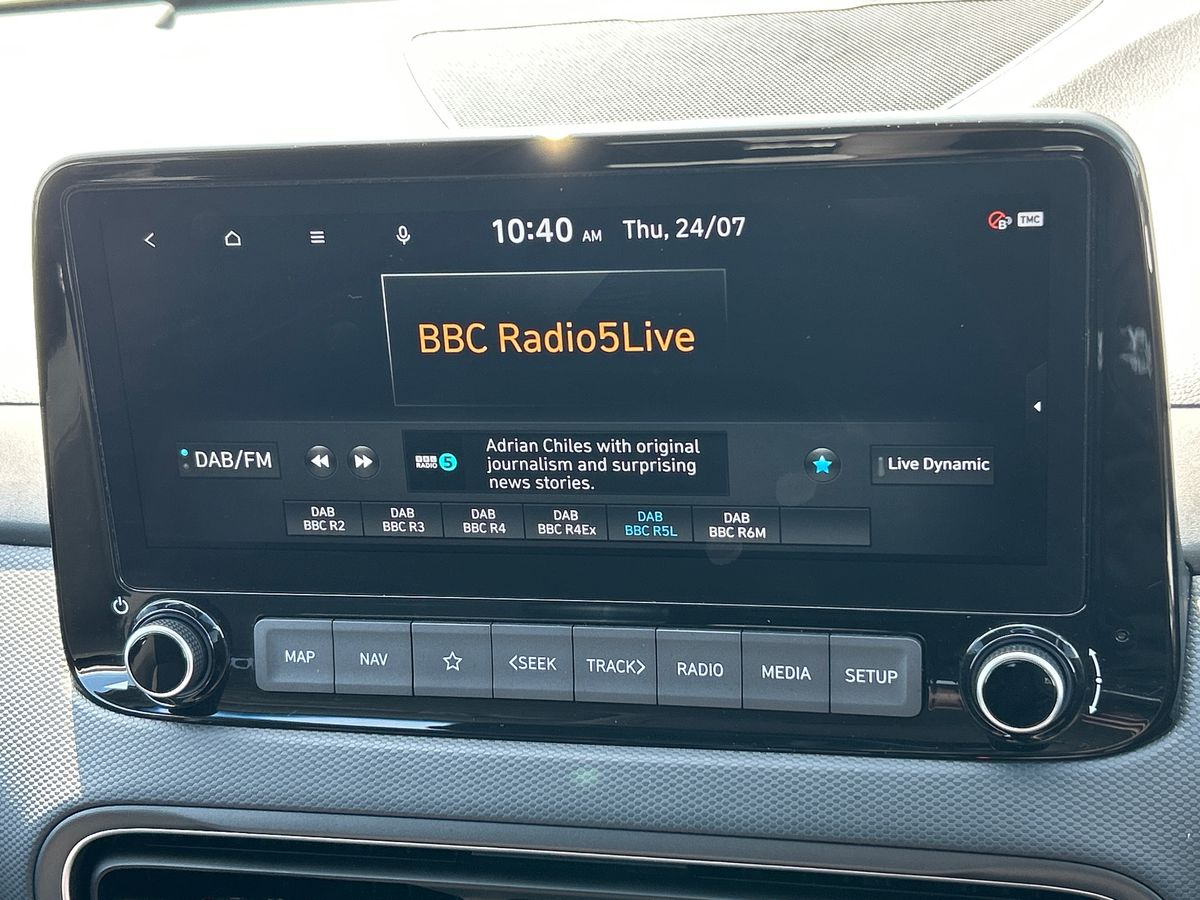 10:40 AM Thu, 24/07
B
TMC
BBC Radio5Live
DAB/FM
BBC
RADIO 5
Adrian Chiles with original
journalism and surprising
news stories.
Live Dynamic
DAB
BBC R2
DAB
BBC R3
DAB
BBC R4
DAB
BBC R4Ex
DAB
BBC R5L
DAB
BBC R6M
MAP
NAV
<SEEK
TRACK>
RADIO
MEDIA
SETUP